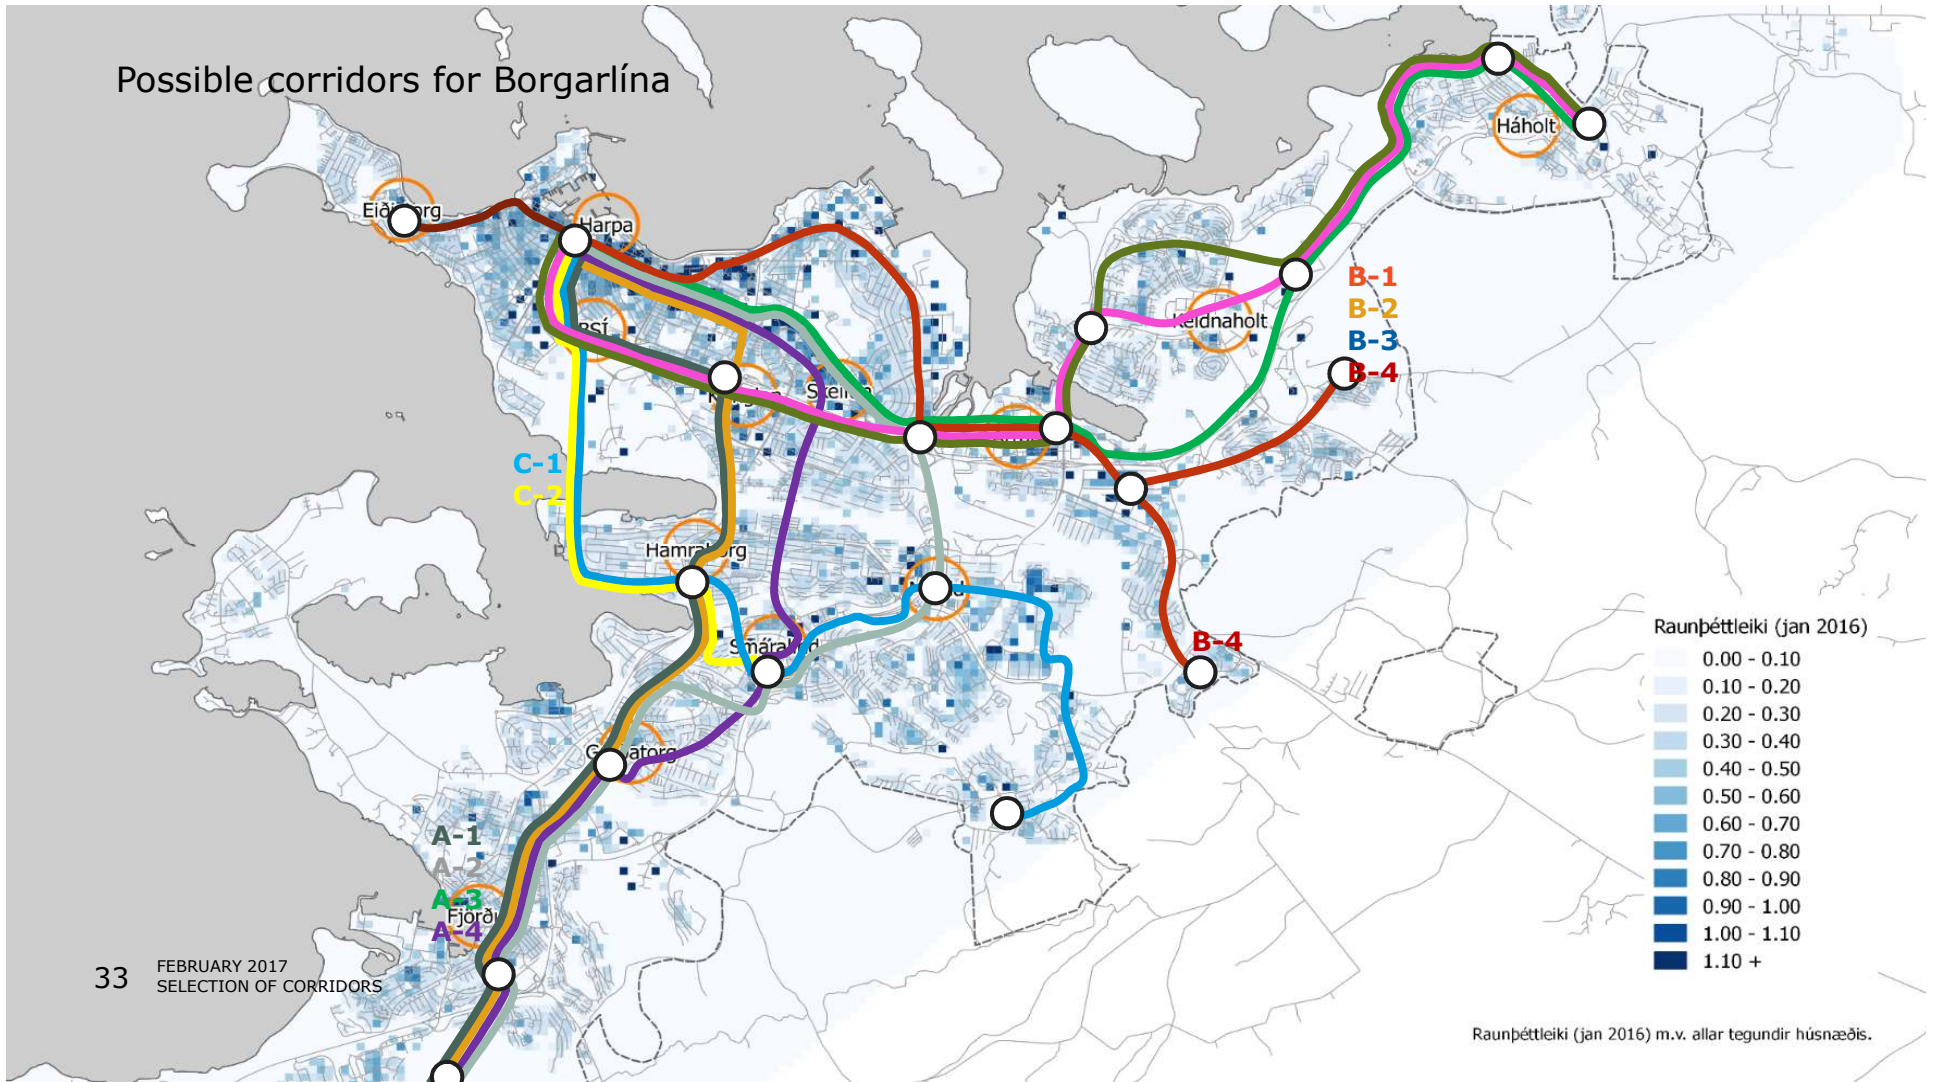 Possible corridors for Borgarlína
Háholt
Harpa
B-1
B-2
B-3
B-4
Keldnaholt
C-1
C-2
B-4
A-1
A-2
A-3
A-4
33
FEBRUARY 2017
SELECTION OF CORRIDORS
Raunþéttleiki (jan 2016)
0.00 - 0.10
0.10 - 0.20
0.20 - 0.30
0.30 - 0.40
0.40 - 0.50
0.50 - 0.60
0.60 - 0.70
0.70 - 0.80
0.80 - 0.90
0.90 - 1.00
1.00 - 1.10
1.10 +
Raunþéttleiki (jan 2016) m.v. allar tegundir húsnæðis.